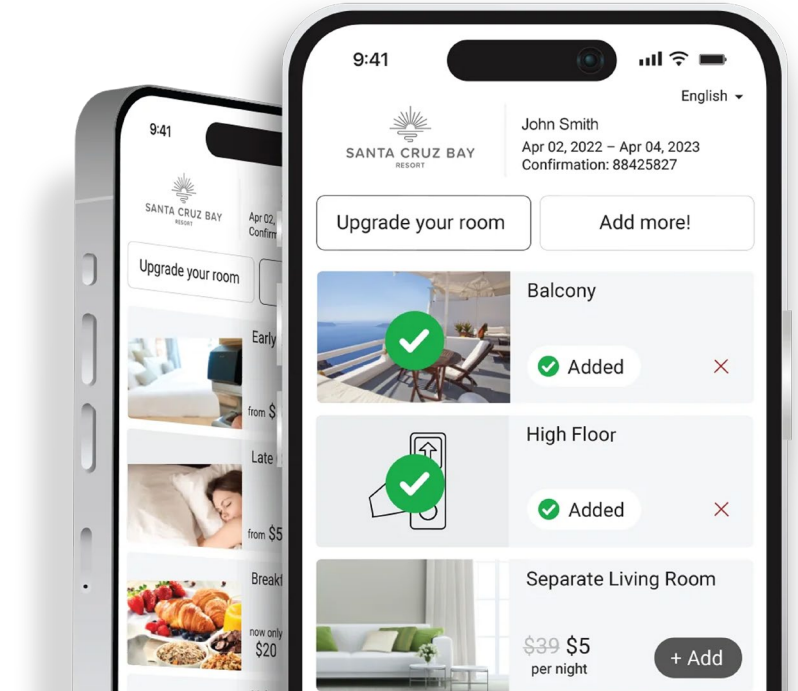 9:41
SANTA CRUZ BAY
RESORT
Apr 02,
Confirm
Upgrade your room
Early
from $
Late
from $5
Breakf
now only
$20
9:41
English
SANTA CRUZ BAY
RESORT
John Smith
Apr 02, 2022 – Apr 04, 2023
Confirmation: 88425827
Upgrade your room
Add more!
Balcony
Added
High Floor
Added
Separate Living Room
$39 $5
per night
+ Add